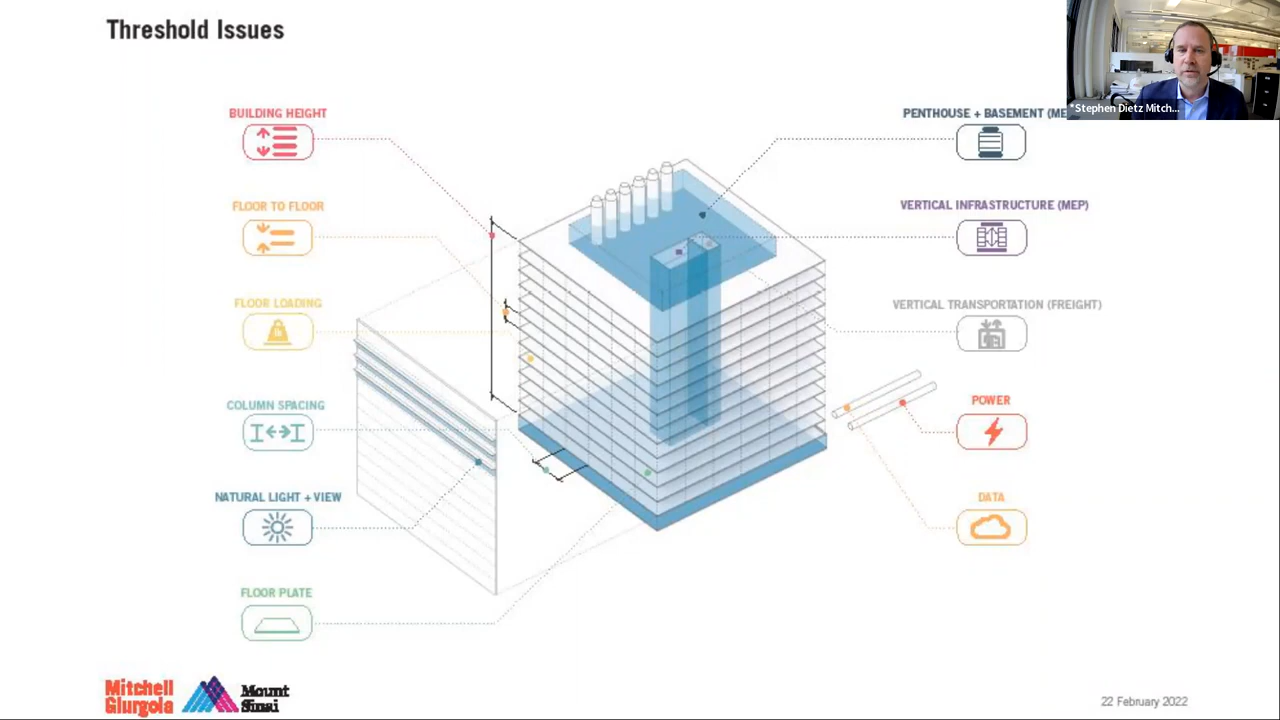 Threshold Issues
*Stephen Dietz Mitch...
BUILDING HEIGHT
PENTHOUSE + BASEMENT (ME
FLOOR TO FLOOR
VERTICAL INFRASTRUCTURE (MEP)
FLOOR LOADING
VERTICAL TRANSPORTATION (FREIGHT)
COLUMN SPACING
POWER
NATURAL LIGHT + VIEW
DATA
FLOOR PLATE
Mitchell
Giurgola
Mount
Sinai
22 February 2022